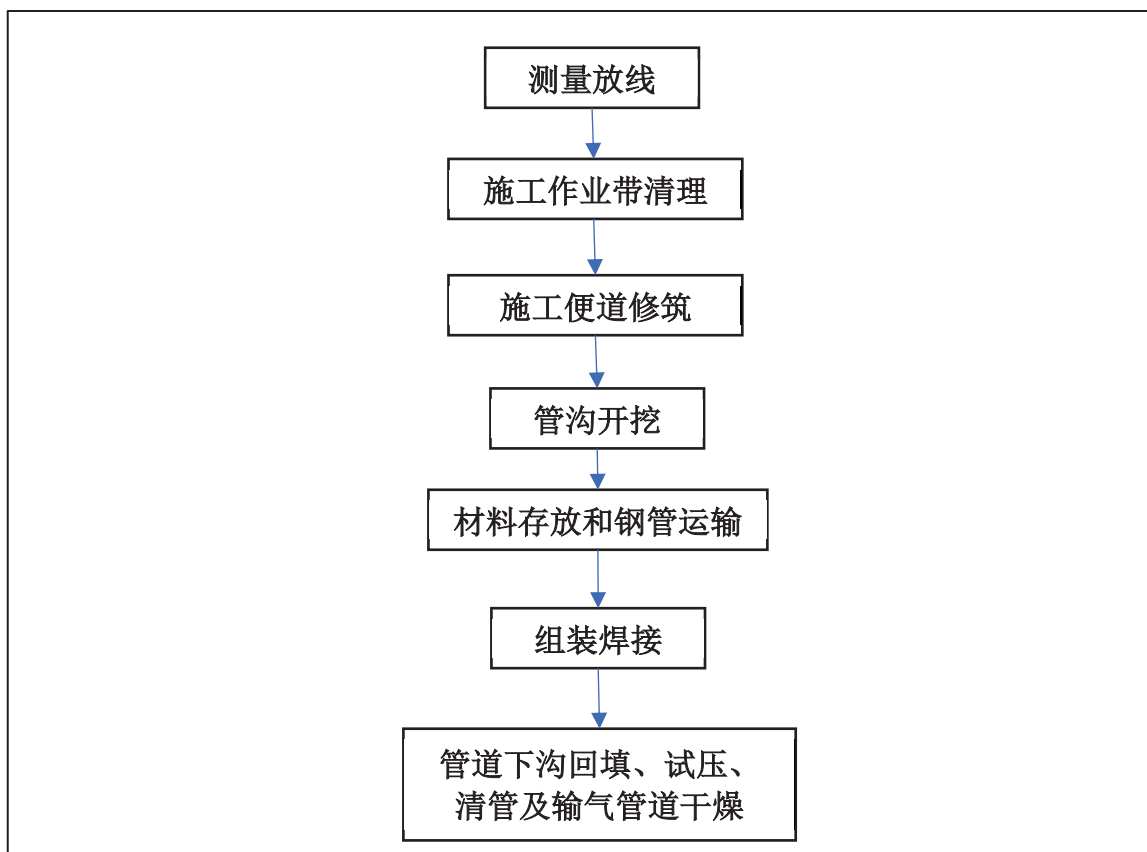 测量放线
施工作业带清理
施工便道修筑
管沟开挖
材料存放和钢管运输
组装焊接
管道下沟回填、试压、
清管及输气管道干燥